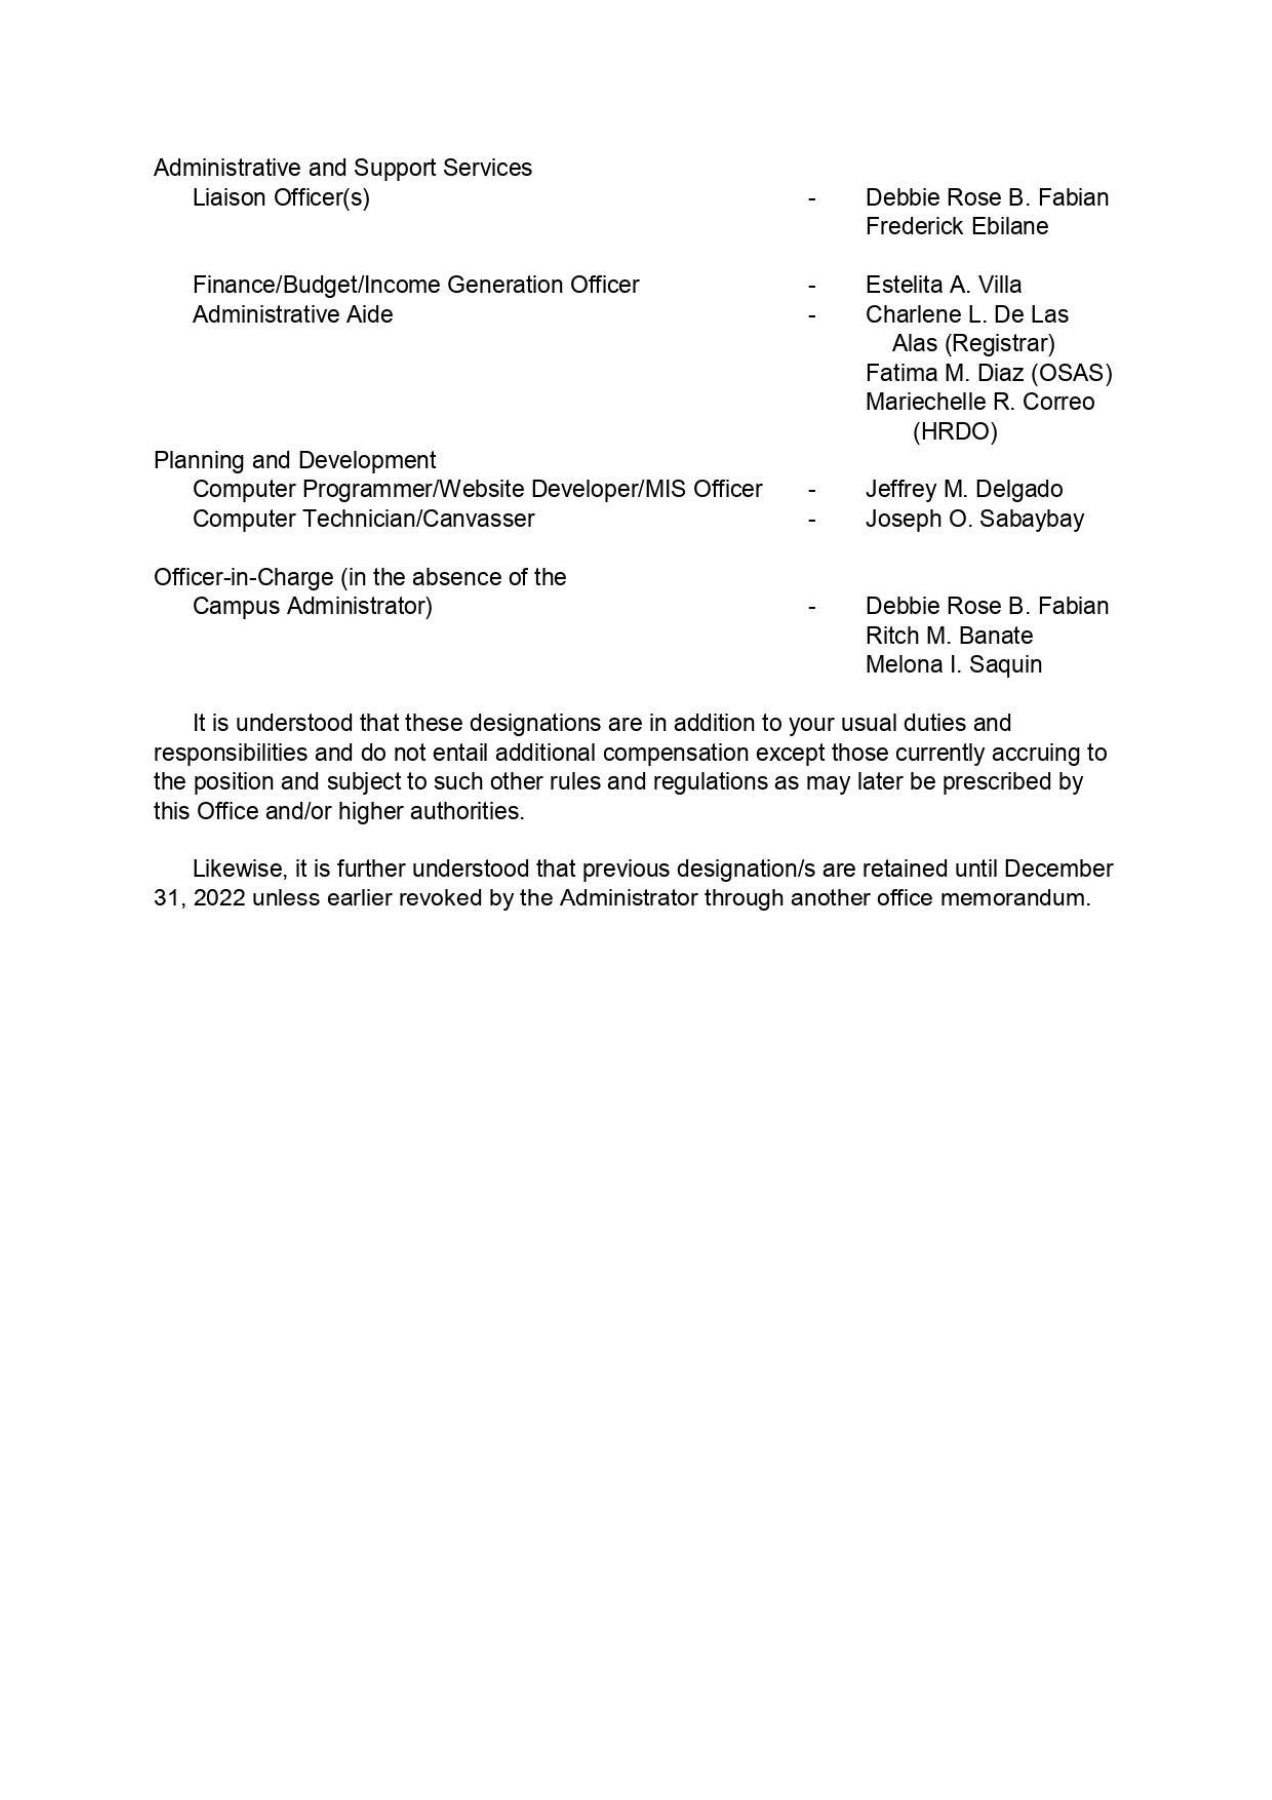 Administrative and Support Services
Liaison Officer(s) - Debbie Rose B. Fabian
Frederick Ebilane
Finance/Budget/Income Generation Officer - Estelita A. Villa
Administrative Aide - Charlene L. De Las
Alas (Registrar)
Fatima M. Diaz (OSAS)
Mariechelle R. Correo
(HRDO)
Planning and Development
Computer Programmer/Website Developer/MIS Officer - Jeffrey M. Delgado
Computer Technician/Canvasser - Joseph O. Sabaybay
Officer-in-Charge (in the absence of the
Campus Administrator) - Debbie Rose B. Fabian
Ritch M. Banate
Melona I. Saquin
It is understood that these designations are in addition to your usual duties and
responsibilities and do not entail additional compensation except those currently accruing to
the position and subject to such other rules and regulations as may later be prescribed by
this Office and/or higher authorities.
Likewise, it is further understood that previous designation/s are retained until December
31, 2022 unless earlier revoked by the Administrator through another office memorandum.